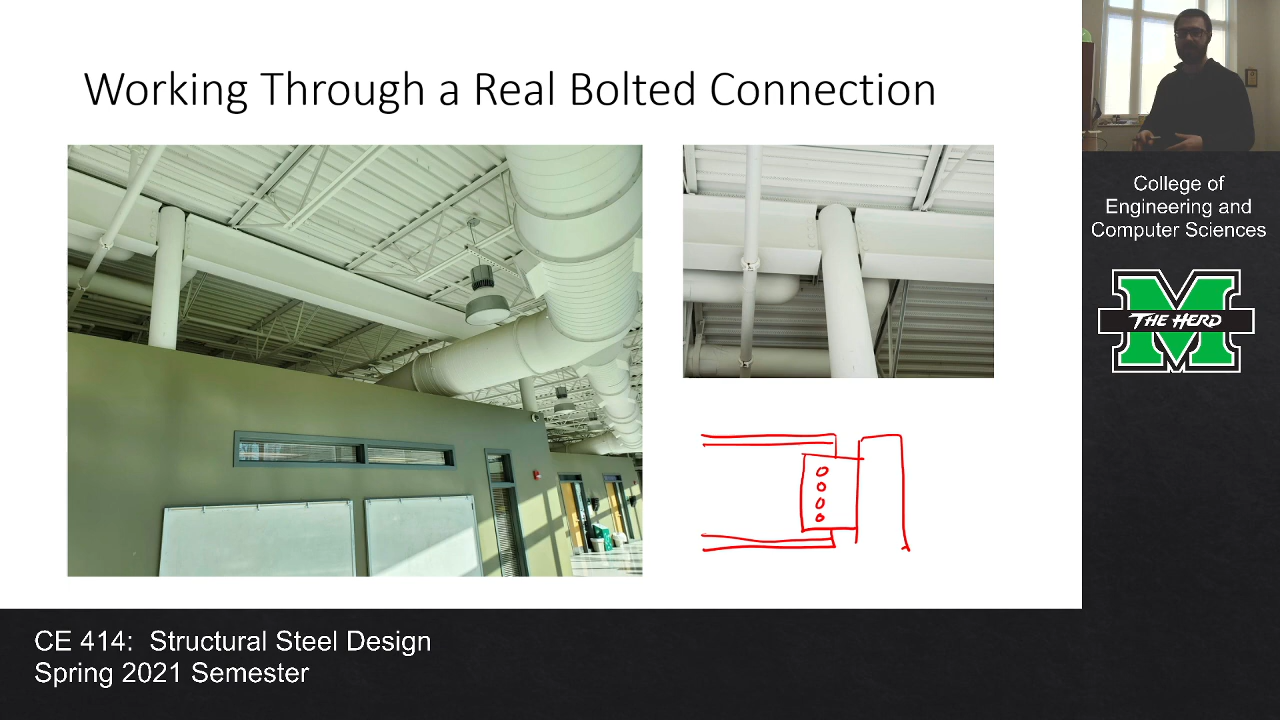 Working Through a Real Bolted Connection
College of
Engineering and
Computer Sciences
THE HERD
CE 414:  Structural Steel Design
Spring 2021 Semester